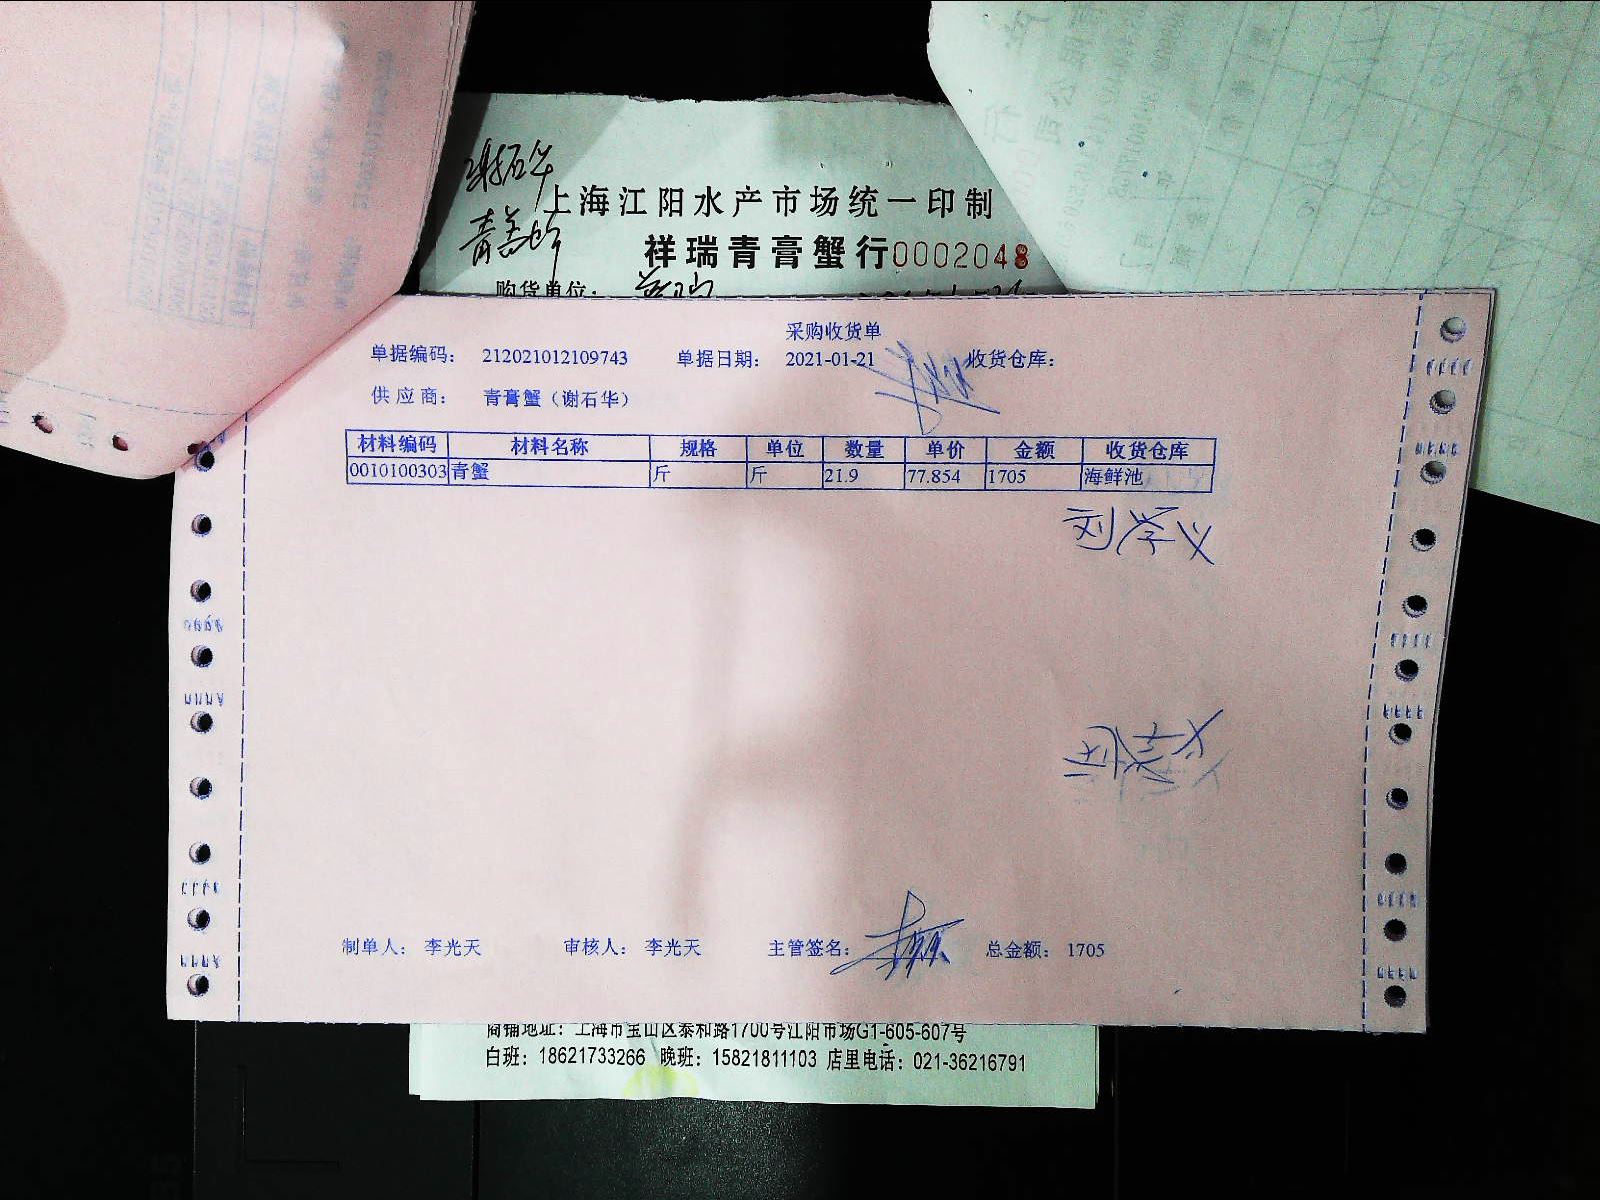 谢石华
上海江阳水产市场统一印制
青膏蟹
祥瑞青膏蟹行0002048
购货单位：
采购收货单
单据编码： 212021012109743 单据日期： 2021-01-21 收货仓库：
供应商： 青膏蟹（谢石华）
材料编码 材料名称 规格 单位 数量 单价 金额 收货仓库
0010100303 青蟹 斤 斤 21.9 77.854 1705 海鲜池
刘学义
制单人： 李光天 审核人： 李光天 主管签名： 总金额： 1705
商铺地址：上海市宝山区泰和路1700号江阳市场G1-605-607号
白班：18621733266 晚班：15821811103 店里电话：021-36216791